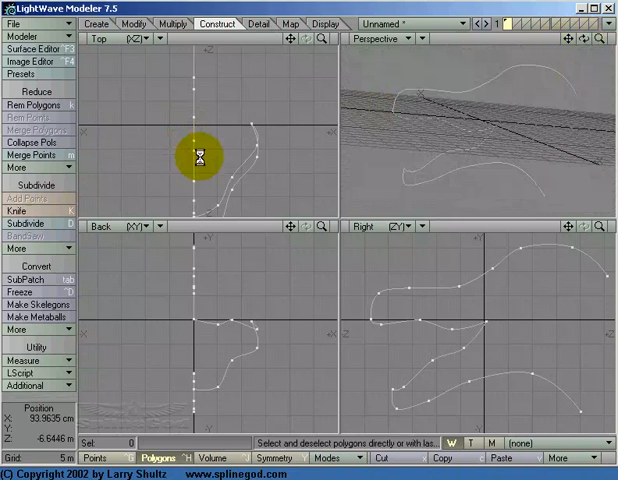 LightWave Modeler 7.5
File
Create Modify Multiply Construct Detail Map Display Unnamed * 1
Modeler
Surface Editor F3
Image Editor ^F4
Presets
Reduce
Rem Polygons k
Rem Points
Merge Polygons
Collapse Pols
Merge Points m
More
Subdivide
Add Points
Knife K
Subdivide D
BandSaw
More
Convert
SubPatch tab
Freeze ^D
Make Skelegons
Make Metaballs
More
Utility
Measure
LScript
Additional
Top (XZ)
Perspective
Back (XY)
Right (ZY)
Position
X: 93.9635 cm
Y:
Z: -6.6446 m
Grid: 5 m
Sel: 0 Select and deselect polygons directly or with las... W T M (none)
Points ^G Polygons ^H Volume ^J Symmetry Y Modes Cut x Copy c Paste v More
(C) Copyright 2002 by Larry Shultz www.splinegod.com